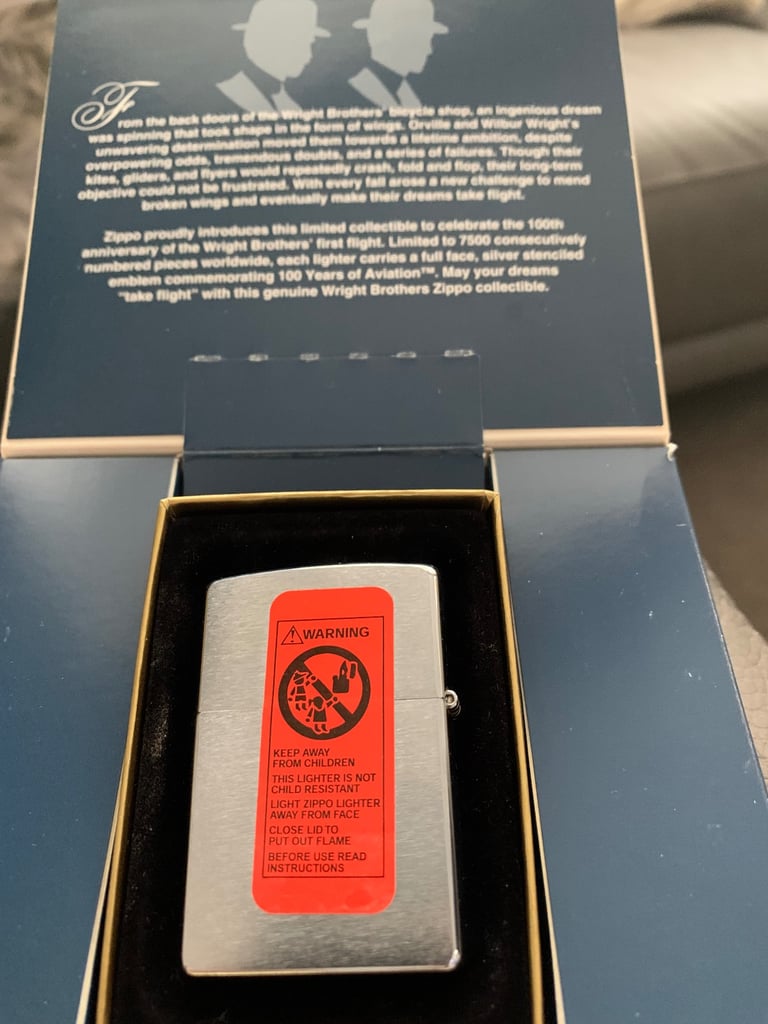 From the back doors of the Wright Brothers' bicycle shop, an ingenious dream
was spinning that took shape in the form of wings. Orville and Wilbur Wright's
unwavering determination moved them towards a lifetime ambition, despite
overpowering odds, tremendous doubts, and a series of failures. Though their
kites, gliders, and flyers would repeatedly crash, fold and flop, their long-term
objective could not be frustrated. With every fall arose a new challenge to mend
broken wings and eventually make their dreams take flight.
Zippo proudly introduces this limited collectible to celebrate the 100th
anniversary of the Wright Brothers' first flight. Limited to 7500 consecutively
numbered pieces worldwide, each lighter carries a full face, silver stenciled
emblem commemorating 100 Years of Aviation™. May your dreams
"take flight" with this genuine Wright Brothers Zippo collectible.
WARNING
KEEP AWAY
FROM CHILDREN
THIS LIGHTER IS NOT
CHILD RESISTANT
LIGHT ZIPPO LIGHTER
AWAY FROM FACE
CLOSE LID TO
PUT OUT FLAME
BEFORE USE READ
INSTRUCTIONS